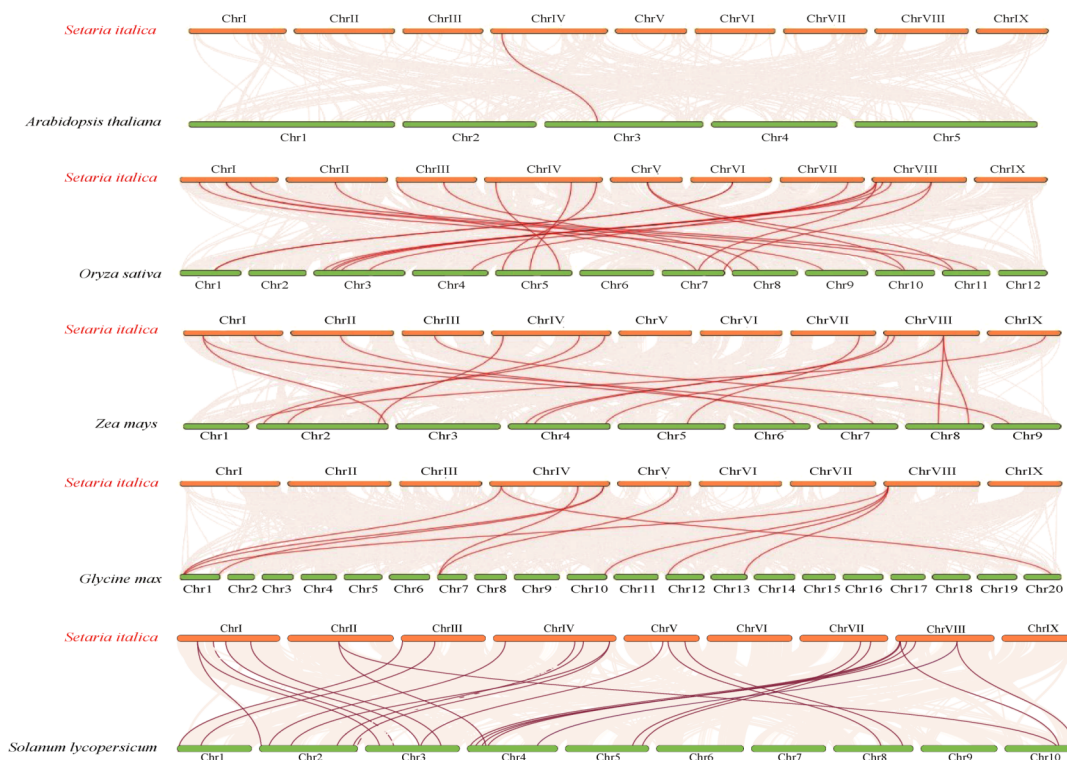 ChrI ChrII ChrIII ChrIV ChrV ChrVI ChrVII ChrVIII ChrIX
Setaria italica
Arabidopsis thaliana
Chr1 Chr2 Chr3 Chr4 Chr5
ChrI ChrII ChrIII ChrIV ChrV ChrVI ChrVII ChrVIII ChrIX
Setaria italica
Oryza sativa
Chr1 Chr2 Chr3 Chr4 Chr5 Chr6 Chr7 Chr8 Chr9 Chr10 Chr11 Chr12
ChrI ChrII ChrIII ChrIV ChrV ChrVI ChrVII ChrVIII ChrIX
Setaria italica
Zea mays
Chr1 Chr2 Chr3 Chr4 Chr5 Chr6 Chr7 Chr8 Chr9
ChrI ChrII ChrIII ChrIV ChrV ChrVI ChrVII ChrVIII ChrIX
Setaria italica
Glycine max
Chr1 Chr2 Chr3 Chr4 Chr5 Chr6 Chr7 Chr8 Chr9 Chr10 Chr11 Chr12 Chr13 Chr14 Chr15 Chr16 Chr17 Chr18 Chr19 Chr20
ChrI ChrII ChrIII ChrIV ChrV ChrVI ChrVII ChrVIII ChrIX
Setaria italica
Solanum lycopersicum
Chr1 Chr2 Chr3 Chr4 Chr5 Chr6 Chr7 Chr8 Chr9 Chr10